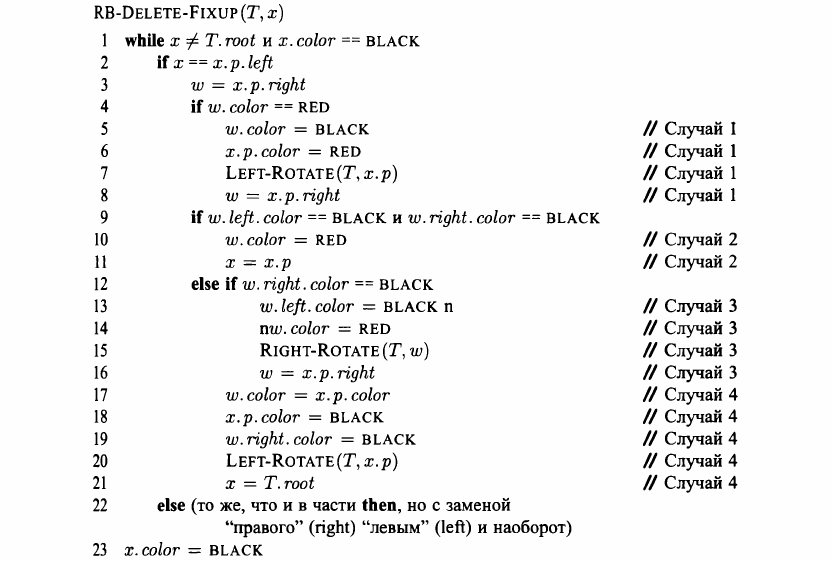 RB-DELETE-FIXUP(T, x)
1 while x ≠ T.root и x.color == BLACK
2 if x == x.p.left
3 w = x.p.right
4 if w.color == RED
5 w.color = BLACK // Случай 1
6 x.p.color = RED // Случай 1
7 LEFT-ROTATE(T, x.p) // Случай 1
8 w = x.p.right // Случай 1
9 if w.left.color == BLACK и w.right.color == BLACK
10 w.color = RED // Случай 2
11 x = x.p // Случай 2
12 else if w.right.color == BLACK
13 w.left.color = BLACK n // Случай 3
14 nw.color = RED // Случай 3
15 RIGHT-ROTATE(T, w) // Случай 3
16 w = x.p.right // Случай 3
17 w.color = x.p.color // Случай 4
18 x.p.color = BLACK // Случай 4
19 w.right.color = BLACK // Случай 4
20 LEFT-ROTATE(T, x.p) // Случай 4
21 x = T.root // Случай 4
22 else (то же, что и в части then, но с заменой
“правого” (right) “левым” (left) и наоборот)
23 x.color = BLACK